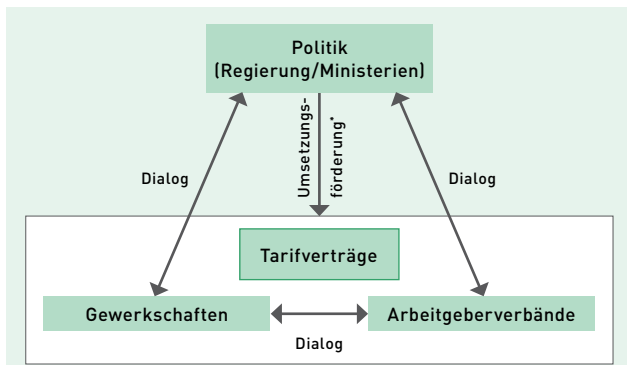 Politik
(Regierung/Ministerien)
Umsetzungs-
förderung*
Dialog
Dialog
Tarifverträge
Gewerkschaften
Arbeitgeberverbände
Dialog